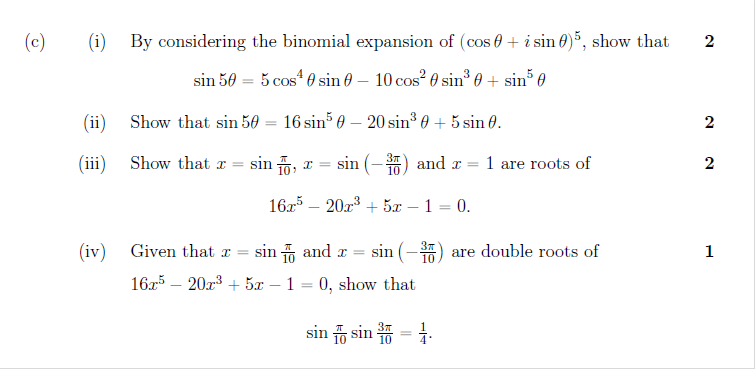 (c) (i) By considering the binomial expansion of (cos θ + i sin θ)⁵, show that 2
sin 5θ = 5 cos⁴ θ sin θ − 10 cos² θ sin³ θ + sin⁵ θ
(ii) Show that sin 5θ = 16 sin⁵ θ − 20 sin³ θ + 5 sin θ. 2
(iii) Show that x = sin π/10, x = sin (−3π/10) and x = 1 are roots of 2
16x⁵ − 20x³ + 5x − 1 = 0.
(iv) Given that x = sin π/10 and x = sin (−3π/10) are double roots of 1
16x⁵ − 20x³ + 5x − 1 = 0, show that
sin π/10 sin 3π/10 = 1/4.